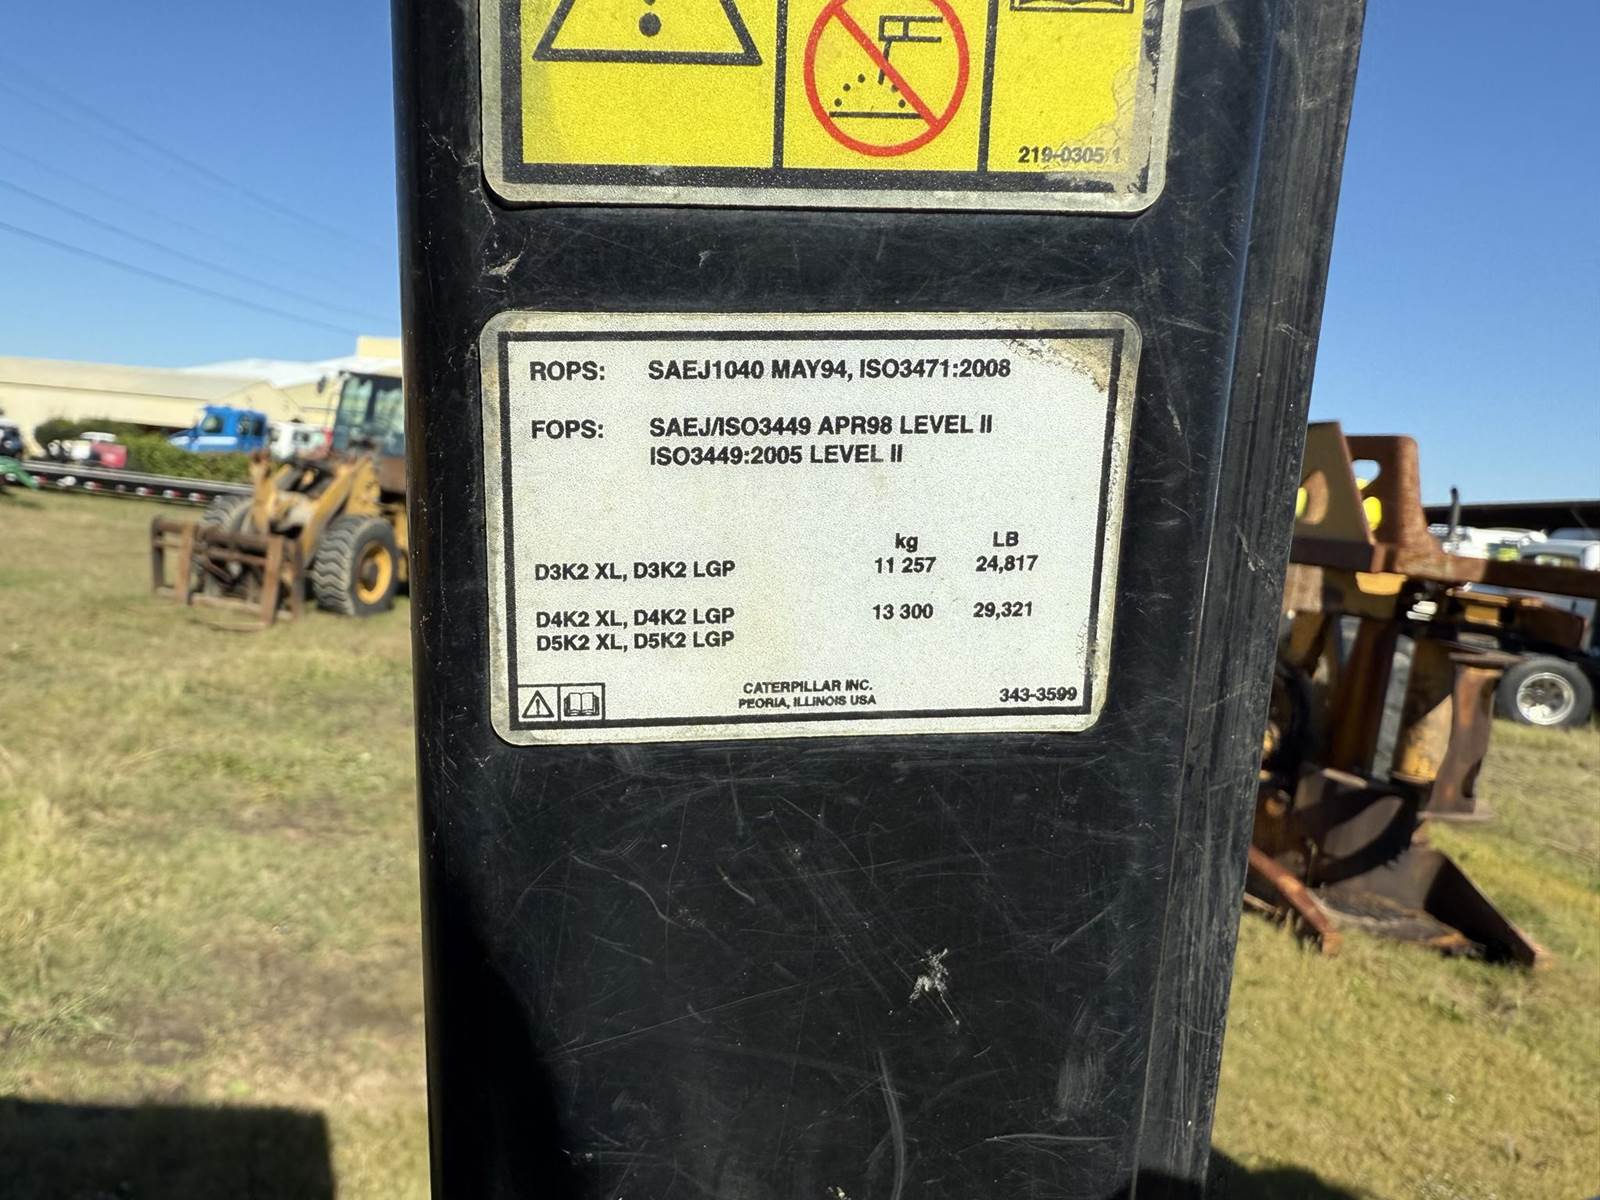 219-0305 1
ROPS: SAEJ1040 MAY94, ISO3471:2008
FOPS: SAEJ/ISO3449 APR98 LEVEL II
ISO3449:2005 LEVEL II
kg LB
D3K2 XL, D3K2 LGP 11 257 24,817
D4K2 XL, D4K2 LGP 13 300 29,321
D5K2 XL, D5K2 LGP
CATERPILLAR INC.
PEORIA, ILLINOIS USA
343-3599